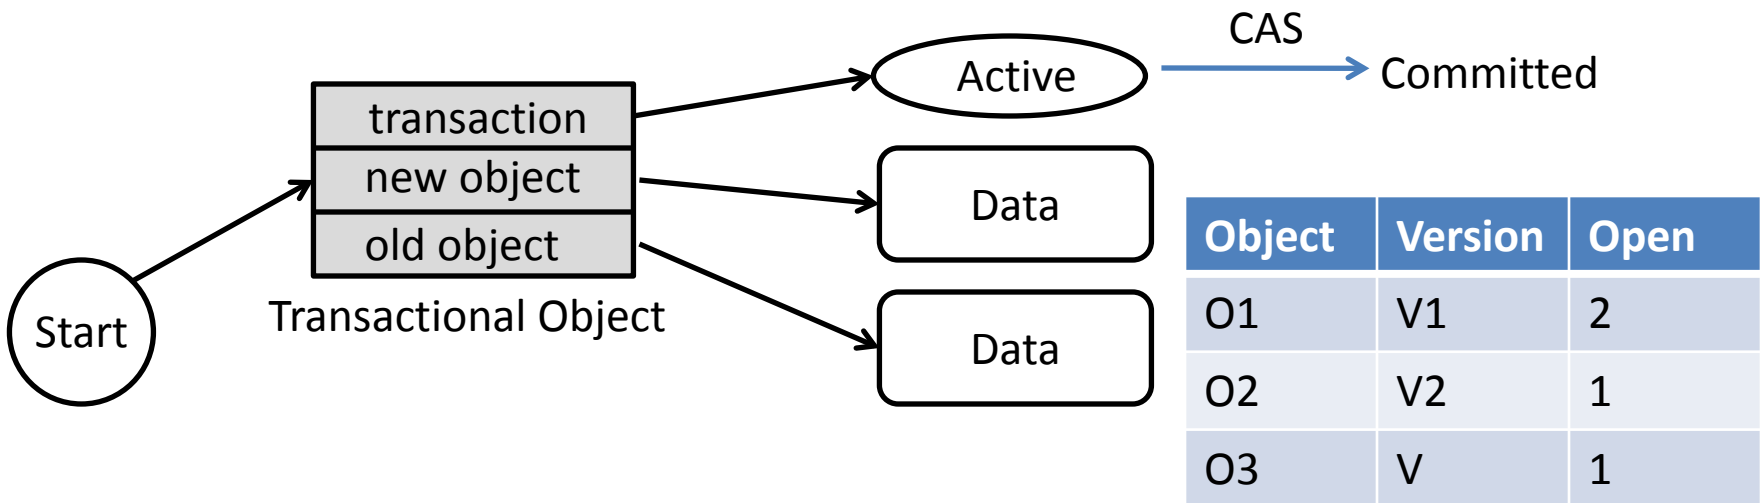 CAS
Active
Committed
transaction
new object
old object
Transactional Object
Start
Data
Data
Object Version Open
O1 V1 2
O2 V2 1
O3 V 1